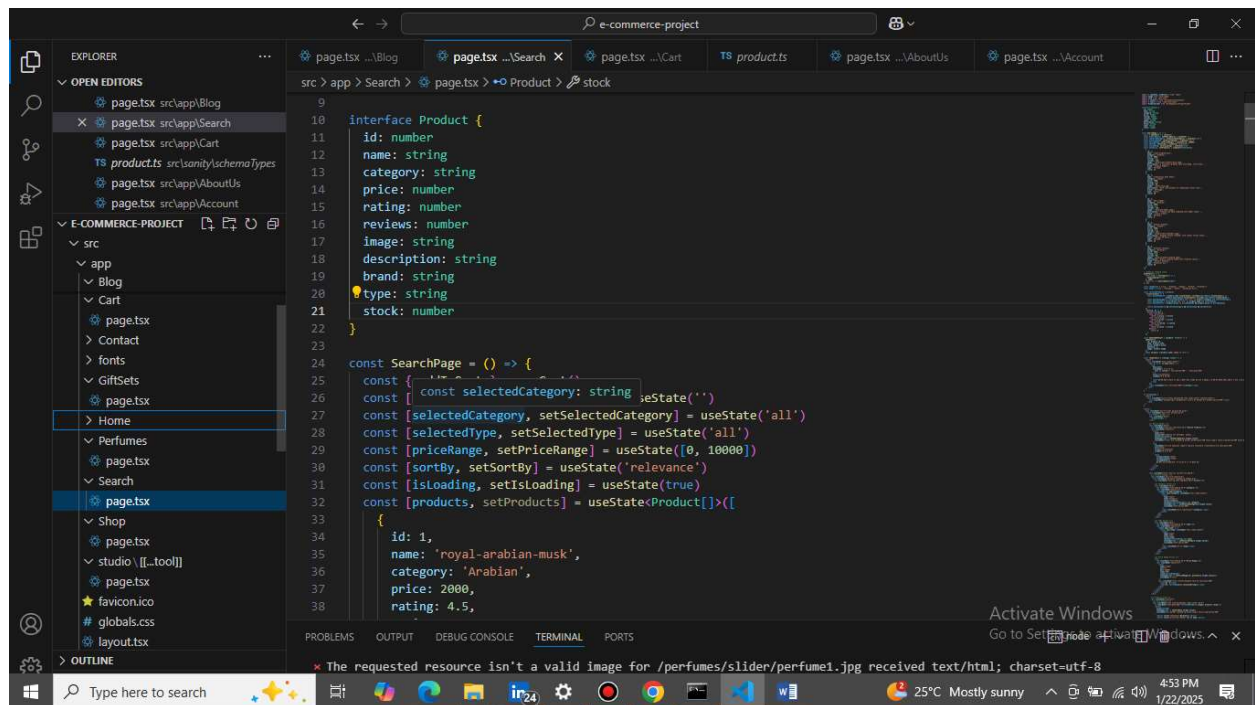 e-commerce-project
EXPLORER
OPEN EDITORS
page.tsx src\app\Blog
page.tsx src\app\Search
page.tsx src\app\Cart
TS product.ts src\sanity\schemaTypes
page.tsx src\app\AboutUs
page.tsx src\app\Account
E-COMMERCE-PROJECT
src
app
Blog
Cart
page.tsx
Contact
fonts
GiftSets
page.tsx
Home
Perfumes
page.tsx
Search
page.tsx
Shop
page.tsx
studio \ [[...tool]]
page.tsx
favicon.ico
# globals.css
layout.tsx
OUTLINE
page.tsx ...\Blog page.tsx ...\Search page.tsx ...\Cart TS product.ts page.tsx ...\AboutUs page.tsx ...\Account
src > app > Search > page.tsx > Product > stock
9
10 interface Product {
11 id: number
12 name: string
13 category: string
14 price: number
15 rating: number
16 reviews: number
17 image: string
18 description: string
19 brand: string
20 type: string
21 stock: number
22 }
23
24 const SearchPage = () => {
25 const {
const selectedCategory: string
26 const [ useState('')
27 const [selectedCategory, setSelectedCategory] = useState('all')
28 const [selectedType, setSelectedType] = useState('all')
29 const [priceRange, setPriceRange] = useState([0, 10000])
30 const [sortBy, setSortBy] = useState('relevance')
31 const [isLoading, setIsLoading] = useState(true)
32 const [products, setProducts] = useState<Product[]>([
33 {
34 id: 1,
35 name: 'royal-arabian-musk',
36 category: 'Arabian',
37 price: 2000,
38 rating: 4.5,
Activate Windows
Go to Settings to activate Windows.
PROBLEMS OUTPUT DEBUG CONSOLE TERMINAL PORTS
node
× The requested resource isn't a valid image for /perfumes/slider/perfume1.jpg received text/html; charset=utf-8
Type here to search
24
25°C Mostly sunny
4:53 PM
1/22/2025